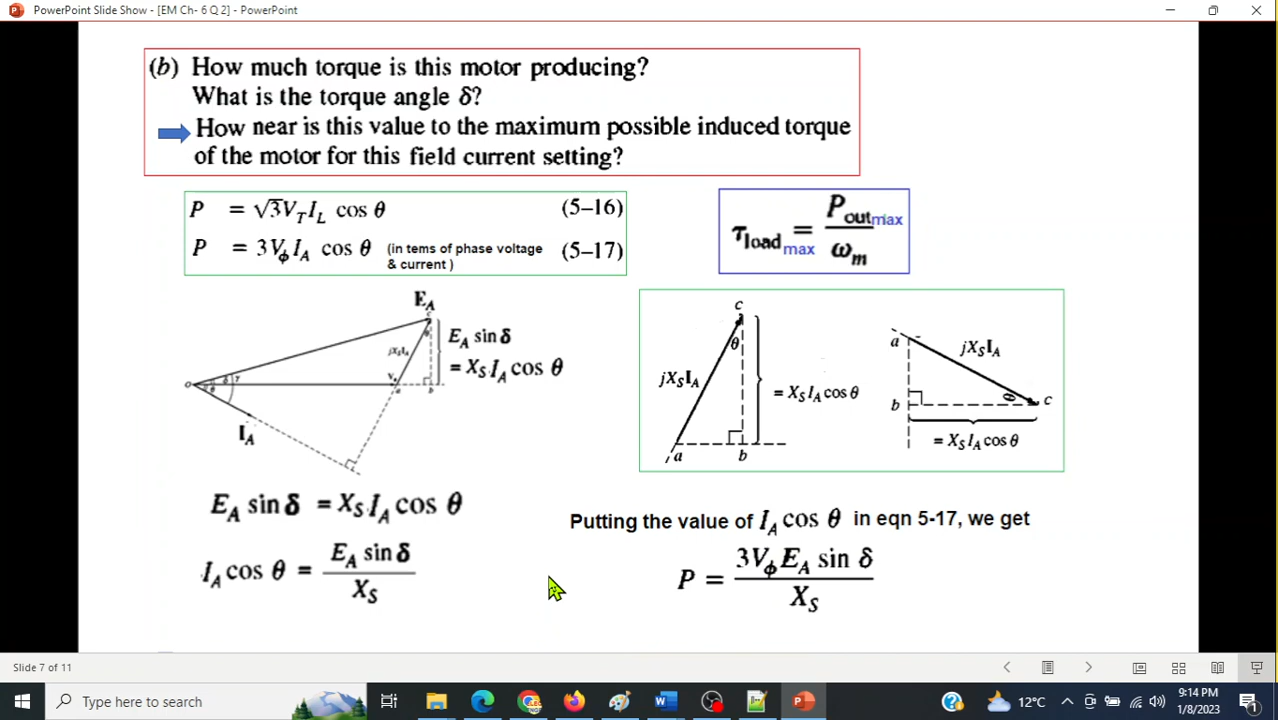 PowerPoint Slide Show - [EM Ch- 6 Q 2] - PowerPoint
(b) How much torque is this motor producing?
What is the torque angle δ?
How near is this value to the maximum possible induced torque
of the motor for this field current setting?
P = √3V_T I_L cos θ (5–16)
P = 3V_ϕ I_A cos θ (in tems of phase voltage & current ) (5–17)
τ_load max = P_out max / ω_m
E_A
c
θ
jX_S I_A
E_A sin δ
= X_S I_A cos θ
O
θ
δ
γ
V_ϕ
a
b
I_A
c
θ
jX_S I_A
= X_S I_A cos θ
a
b
a
jX_S I_A
θ
c
b
= X_S I_A cos θ
E_A sin δ = X_S I_A cos θ
I_A cos θ = E_A sin δ / X_S
Putting the value of I_A cos θ in eqn 5-17, we get
P = 3V_ϕ E_A sin δ / X_S
Slide 7 of 11
Type here to search
12°C
9:14 PM
1/8/2023
1